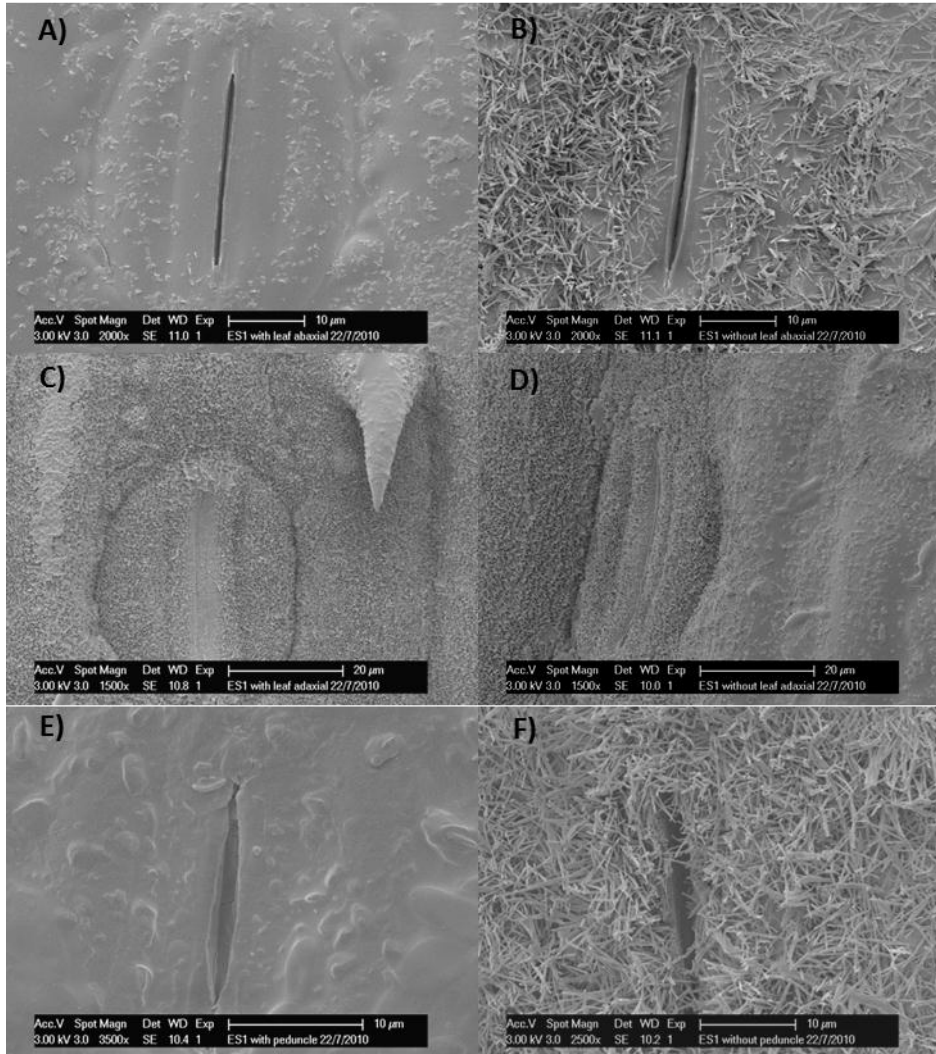 A)
Acc.V Spot Magn Det WD Exp 10 µm
3.00 kV 3.0 2000x SE 11.0 1 ES1 with leaf abaxial 22/7/2010
B)
Acc.V Spot Magn Det WD Exp 10 µm
3.00 kV 3.0 2000x SE 11.1 1 ES1 without leaf abaxial 22/7/2010
C)
Acc.V Spot Magn Det WD Exp 20 µm
3.00 kV 3.0 1500x SE 10.8 1 ES1 with leaf adaxial 22/7/2010
D)
Acc.V Spot Magn Det WD Exp 20 µm
3.00 kV 3.0 1500x SE 10.0 1 ES1 without leaf adaxial 22/7/2010
E)
Acc.V Spot Magn Det WD Exp 10 µm
3.00 kV 3.0 3500x SE 10.4 1 ES1 with peduncle 22/7/2010
F)
Acc.V Spot Magn Det WD Exp 10 µm
3.00 kV 3.0 2500x SE 10.2 1 ES1 without peduncle 22/7/2010